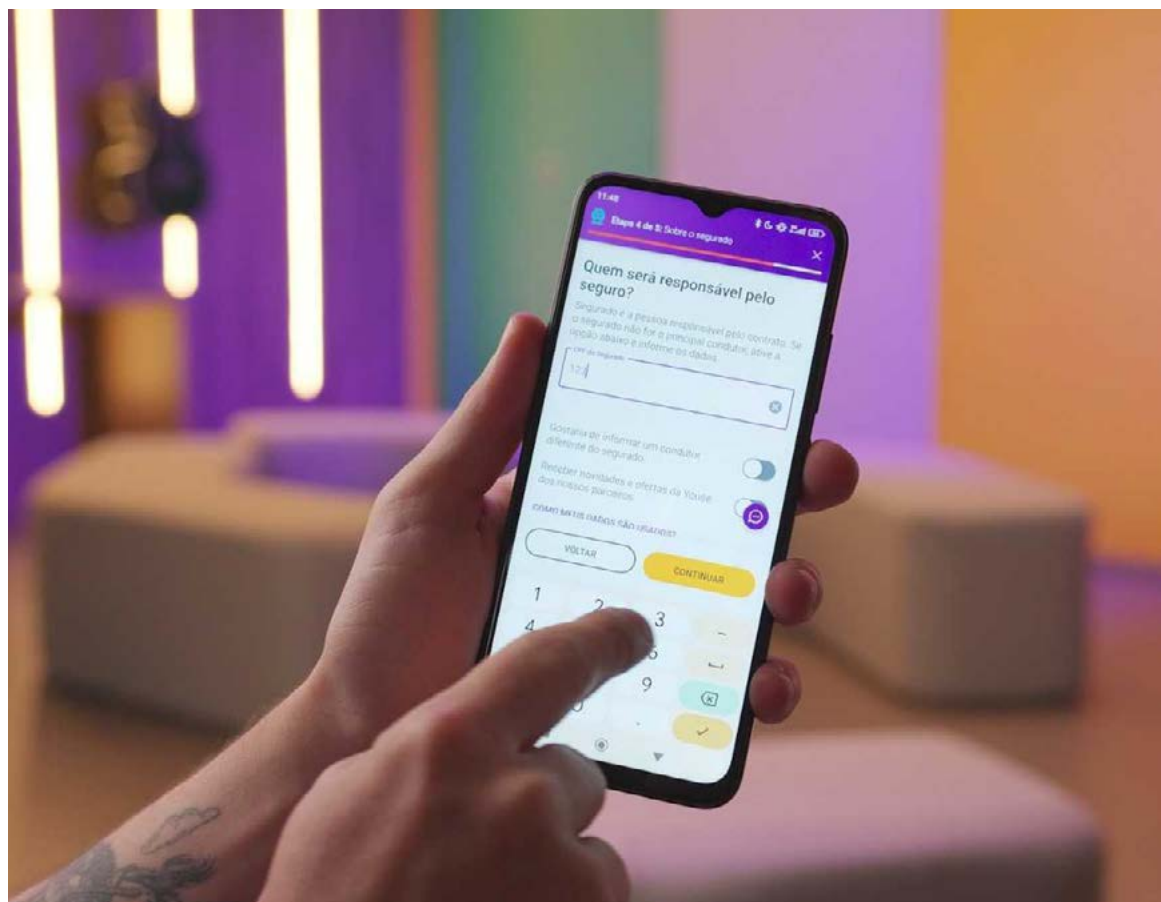 11:48
Etapa 4 de 5: Sobre o segurado
Quem será responsável pelo
seguro?
Segurado é a pessoa responsável pelo contrato. Se
o segurado não for o principal condutor, ative a
opção abaixo e informe os dados.
CPF do segurado
123
Gostaria de informar um condutor
diferente do segurado.
Receber novidades e ofertas da Youse
dos nossos parceiros.
COMO MEUS DADOS SÃO USADOS?
VOLTAR
CONTINUAR
1 2 3 -
4 6
9
.